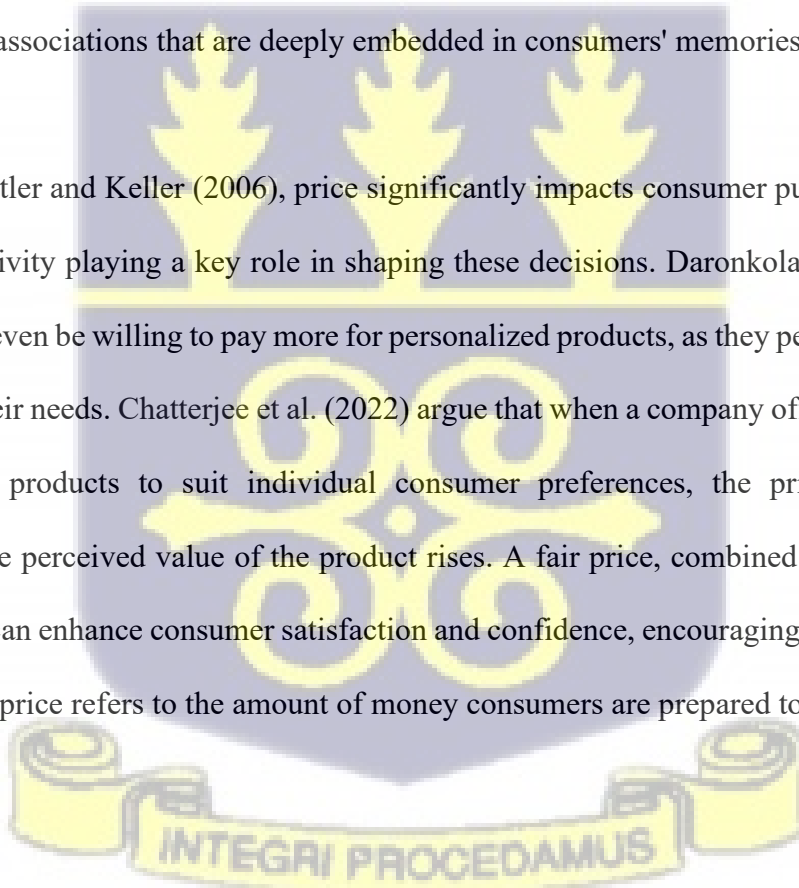 associations that are deeply embedded in consumers' memories
tler and Keller (2006), price significantly impacts consumer pu
ivity playing a key role in shaping these decisions. Daronkola
even be willing to pay more for personalized products, as they pe
eir needs. Chatterjee et al. (2022) argue that when a company of
products to suit individual consumer preferences, the pri
e perceived value of the product rises. A fair price, combined
an enhance consumer satisfaction and confidence, encouraging
price refers to the amount of money consumers are prepared to
INTEGRI PROCEDAMUS